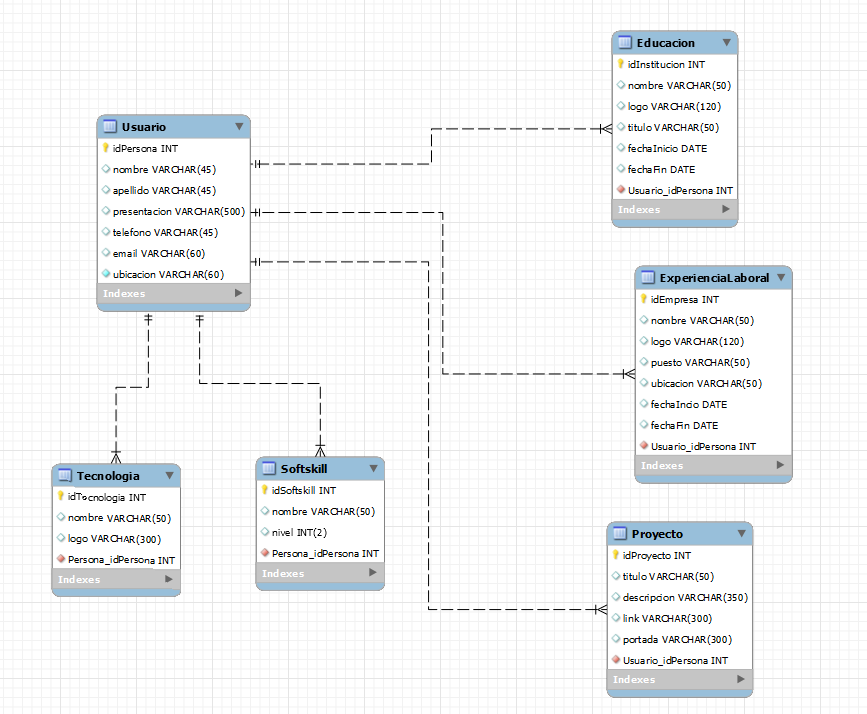 Usuario
idPersona INT
nombre VARCHAR(45)
apellido VARCHAR(45)
presentacion VARCHAR(500)
telefono VARCHAR(45)
email VARCHAR(60)
ubicacion VARCHAR(60)
Indexes
Educacion
idInstitucion INT
nombre VARCHAR(50)
logo VARCHAR(120)
titulo VARCHAR(50)
fechaInicio DATE
fechaFin DATE
Usuario_idPersona INT
Indexes
ExperienciaLaboral
idEmpresa INT
nombre VARCHAR(50)
logo VARCHAR(120)
puesto VARCHAR(50)
ubicacion VARCHAR(50)
fechaIncio DATE
fechaFin DATE
Usuario_idPersona INT
Indexes
Tecnologia
idTecnologia INT
nombre VARCHAR(50)
logo VARCHAR(300)
Persona_idPersona INT
Indexes
Softskill
idSoftskill INT
nombre VARCHAR(50)
nivel INT(2)
Persona_idPersona INT
Indexes
Proyecto
idProyecto INT
titulo VARCHAR(50)
descripcion VARCHAR(350)
link VARCHAR(300)
portada VARCHAR(300)
Usuario_idPersona INT
Indexes